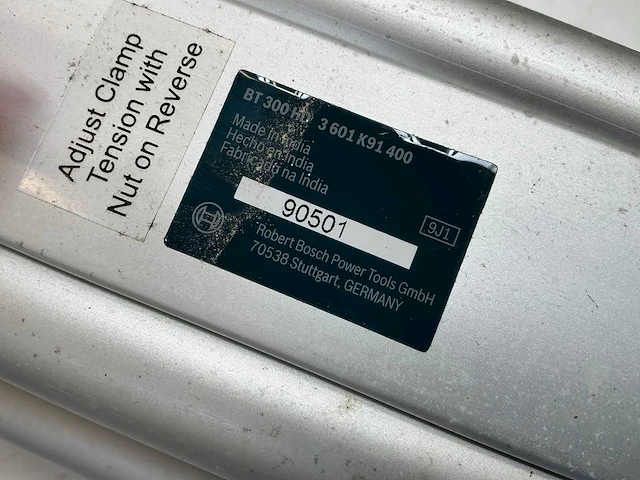 Adjust Clamp
Tension with
Nut on Reverse
BT 300 HD 3 601 K91 400
Made in India
Hecho en India
Fabricado na Índia
90501
9J1
Robert Bosch Power Tools GmbH
70538 Stuttgart, GERMANY